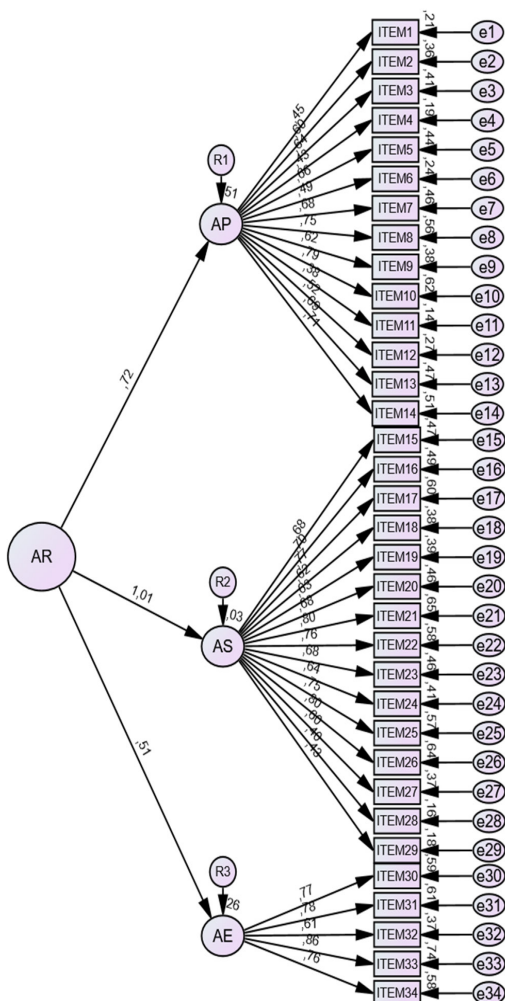 ,21 ITEM1 e1
,36 ITEM2 e2
,41 ITEM3 e3
,19 ITEM4 e4
,44 ITEM5 e5
,24 ITEM6 e6
,46 ITEM7 e7
,56 ITEM8 e8
,38 ITEM9 e9
,62 ITEM10 e10
,14 ITEM11 e11
,27 ITEM12 e12
,47 ITEM13 e13
,51 ITEM14 e14
R1
,51
AP
,45
,49
,68
,75
,62
,79
,38
,52
,69
,71
,72
AR
,47 ITEM15 e15
,49 ITEM16 e16
,60 ITEM17 e17
,38 ITEM18 e18
,39 ITEM19 e19
,46 ITEM20 e20
,65 ITEM21 e21
,58 ITEM22 e22
,46 ITEM23 e23
,41 ITEM24 e24
,57 ITEM25 e25
,64 ITEM26 e26
,37 ITEM27 e27
,16 ITEM28 e28
,18 ITEM29 e29
1,01
R2
,03
AS
,68
,80
,76
,68
,64
,75
,80
,60
,43
,51
R3
,26
AE
,59 ITEM30 e30
,61 ITEM31 e31
,37 ITEM32 e32
,74 ITEM33 e33
,58 ITEM34 e34
,77
,78
,61
,86
,76